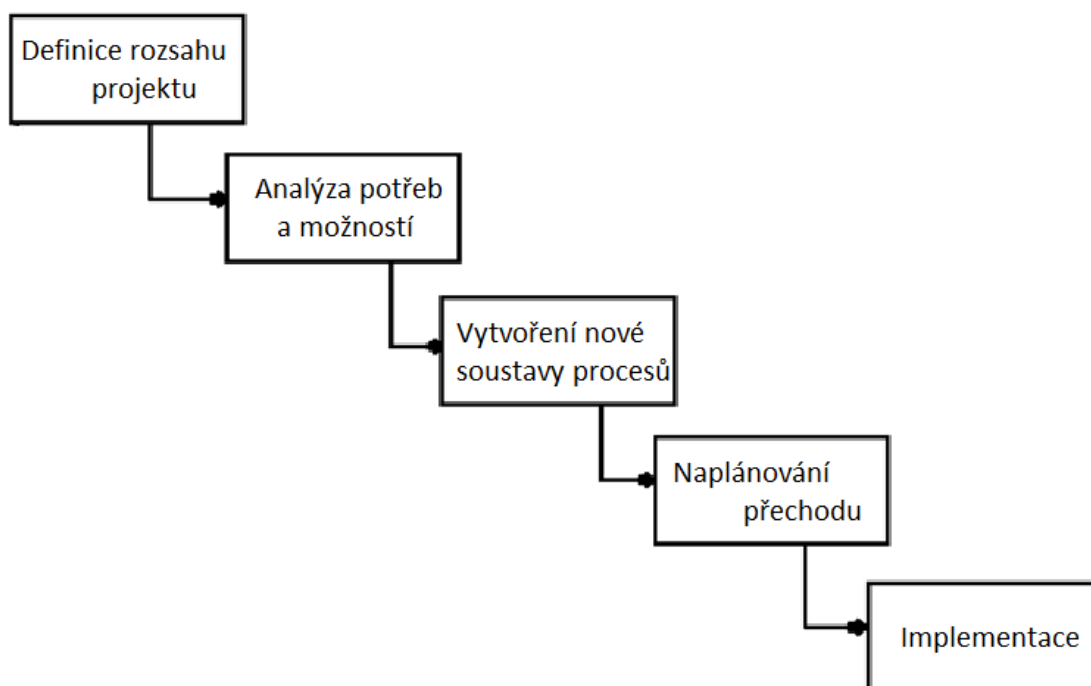 Definice rozsahu
projektu
Analýza potřeb
a možností
Vytvoření nové
soustavy procesů
Naplánování
přechodu
Implementace